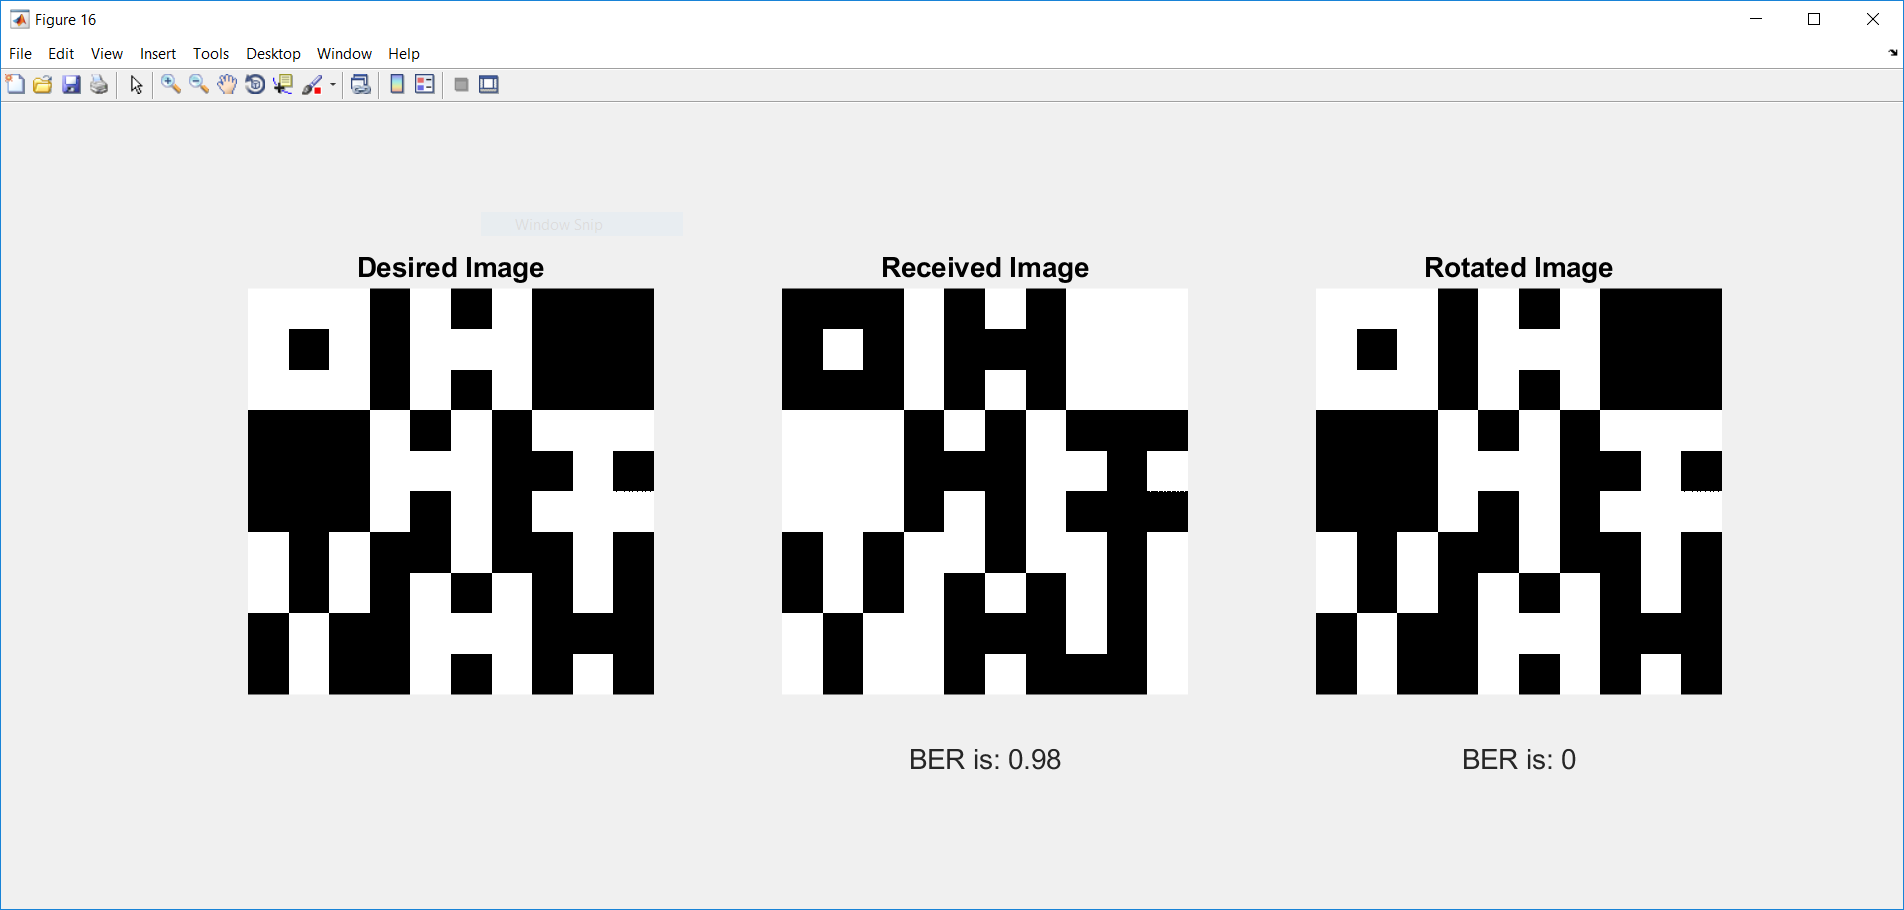 Figure 16
File Edit View Insert Tools Desktop Window Help
Window Snip
Desired Image
Received Image
Rotated Image
BER is: 0.98
BER is: 0